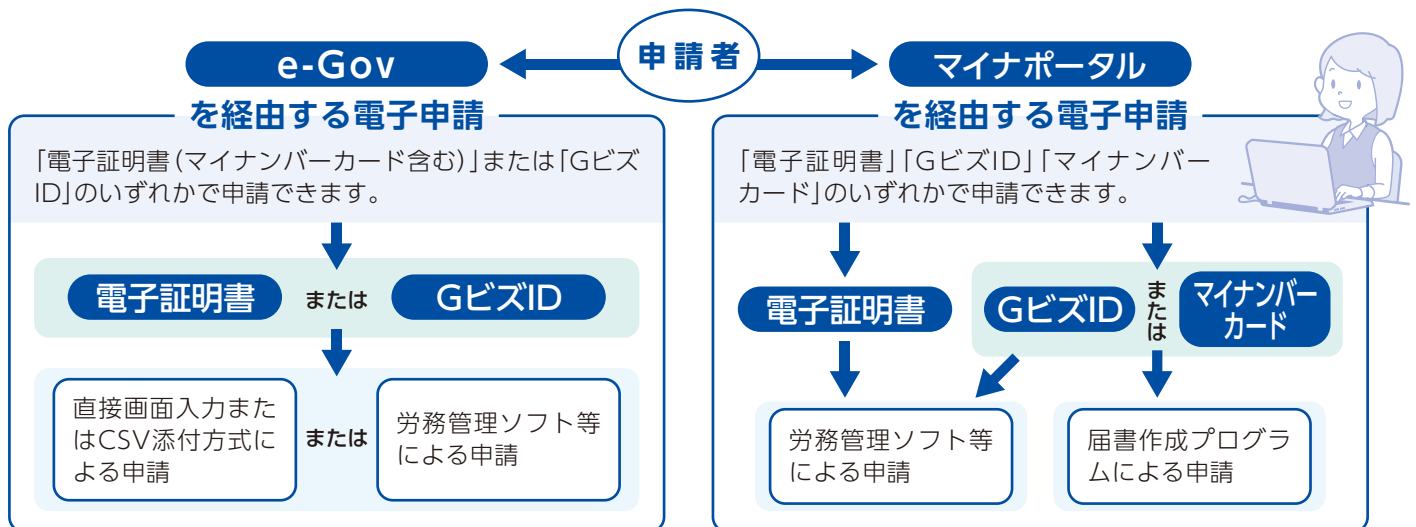 申請者
e-Gov
を経由する電子申請
「電子証明書(マイナンバーカード含む)」または「Gビズ
ID」のいずれかで申請できます。
電子証明書
または
GビズID
直接画面入力また
はCSV添付方式に
よる申請
または
労務管理ソフト等
による申請
マイナポータル
を経由する電子申請
「電子証明書」「GビズID」「マイナンバー
カード」のいずれかで申請できます。
電子証明書
GビズID
または
マイナンバー
カード
労務管理ソフト等
による申請
届書作成プログラ
ムによる申請